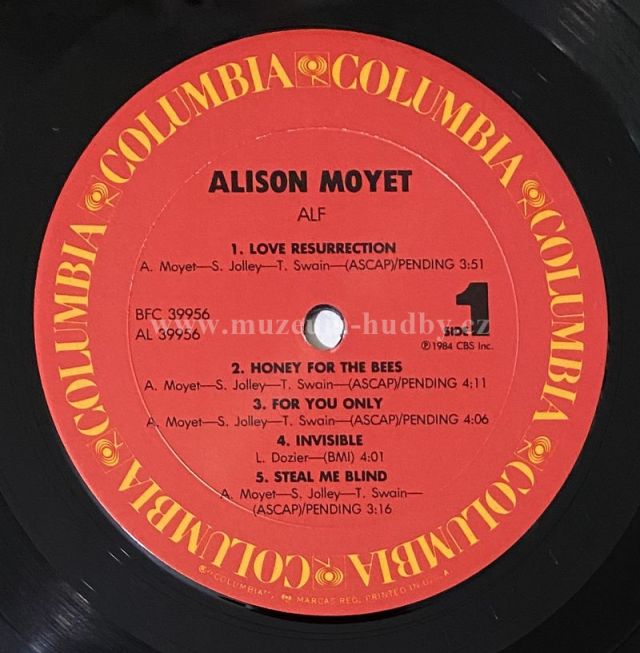 COLUMBIA COLUMBIA COLUMBIA COLUMBIA COLUMBIA COLUMBIA
ALISON MOYET
ALF
1. LOVE RESURRECTION
A. Moyet—S. Jolley—T. Swain—(ASCAP)/PENDING 3:51
BFC 39956
AL 39956
1
SIDE
℗1984 CBS Inc.
www.muzeum-hudby.cz
2. HONEY FOR THE BEES
A. Moyet—S. Jolley—T. Swain—(ASCAP)/PENDING 4:11
3. FOR YOU ONLY
A. Moyet—S. Jolley—T. Swain—(ASCAP)/PENDING 4:06
4. INVISIBLE
L. Dozier—(BMI) 4:01
5. STEAL ME BLIND
A. Moyet—S. Jolley—T. Swain—
(ASCAP)/PENDING 3:16
"COLUMBIA", MARCAS REG. PRINTED IN U.S.A.